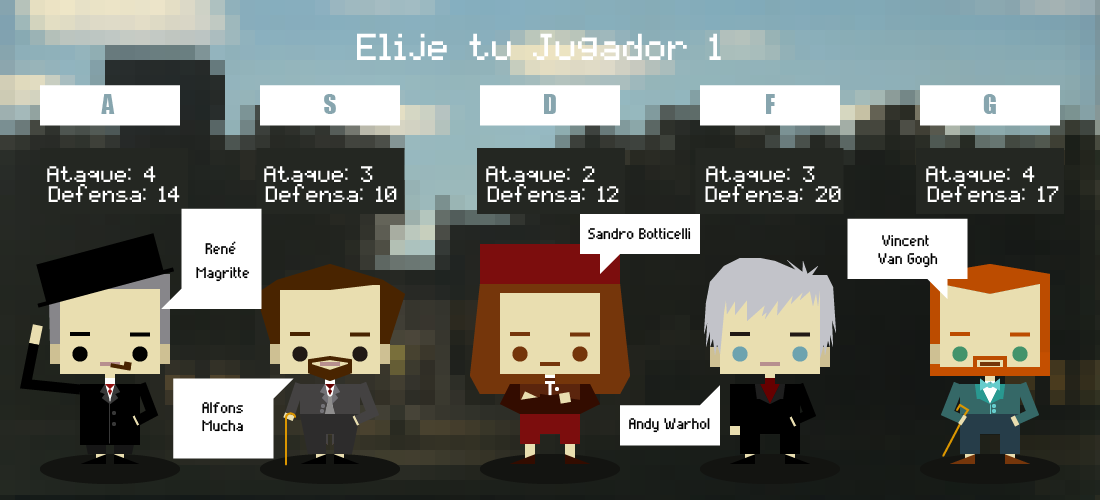 Elije tu Jugador 1
A
S
D
F
G
Ataque: 4
Defensa: 14
Ataque: 3
Defensa: 10
Ataque: 2
Defensa: 12
Ataque: 3
Defensa: 20
Ataque: 4
Defensa: 17
René
Magritte
Sandro Botticelli
Vincent
Van Gogh
Alfons
Mucha
Andy Warhol